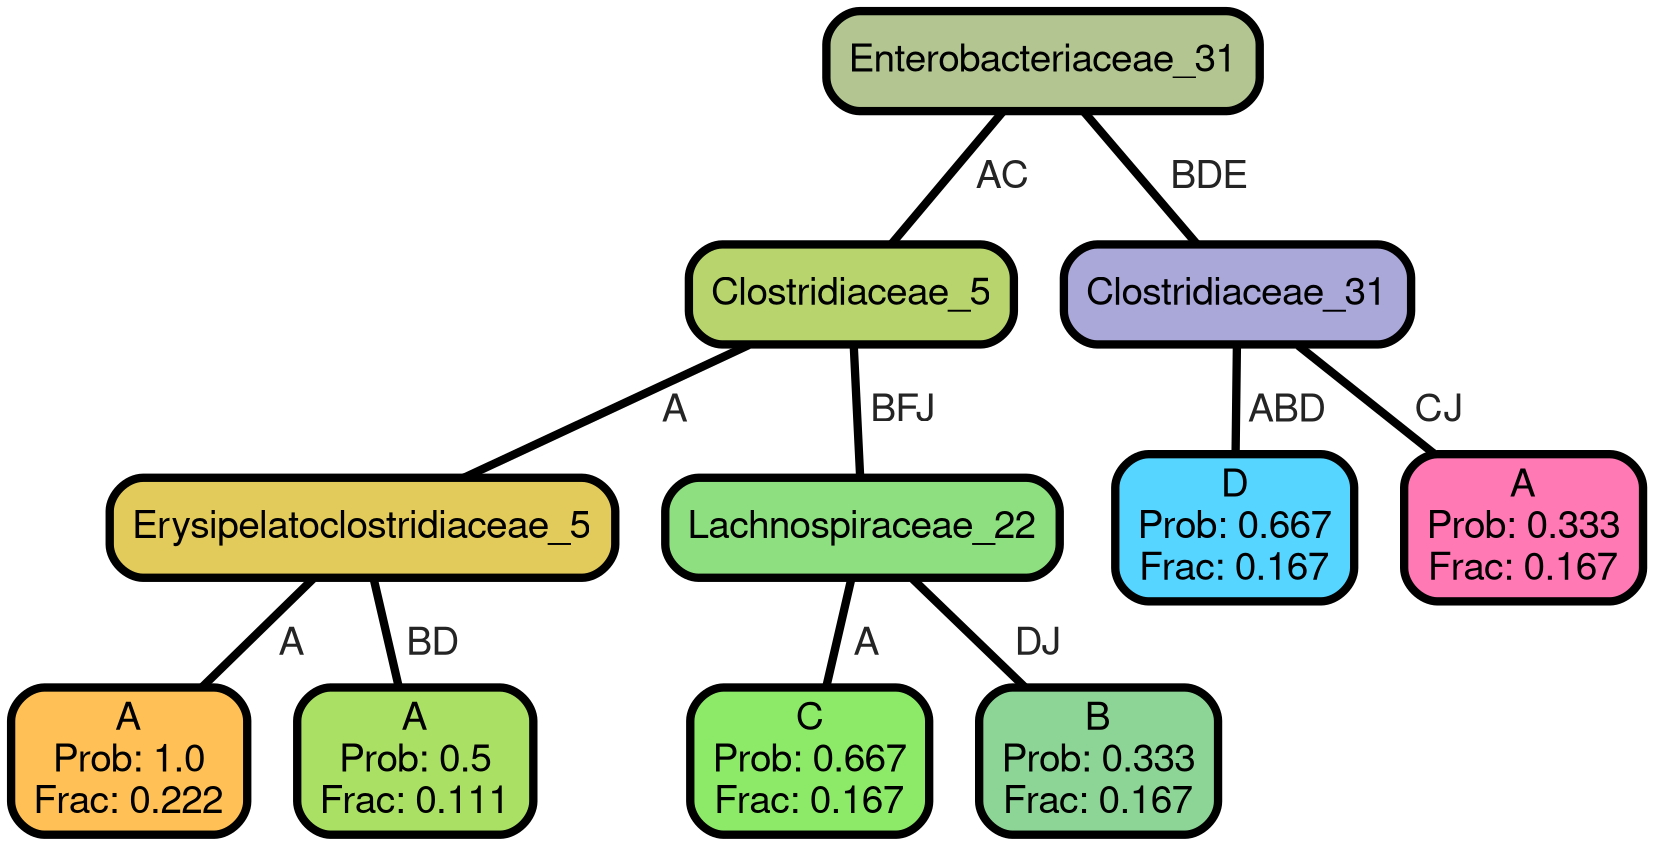 Enterobacteriaceae_31
AC
BDE
Clostridiaceae_5
Clostridiaceae_31
A
BFJ
ABD
CJ
Erysipelatoclostridiaceae_5
Lachnospiraceae_22
D
Prob: 0.667
Frac: 0.167
A
Prob: 0.333
Frac: 0.167
A
BD
A
DJ
A
Prob: 1.0
Frac: 0.222
A
Prob: 0.5
Frac: 0.111
C
Prob: 0.667
Frac: 0.167
B
Prob: 0.333
Frac: 0.167